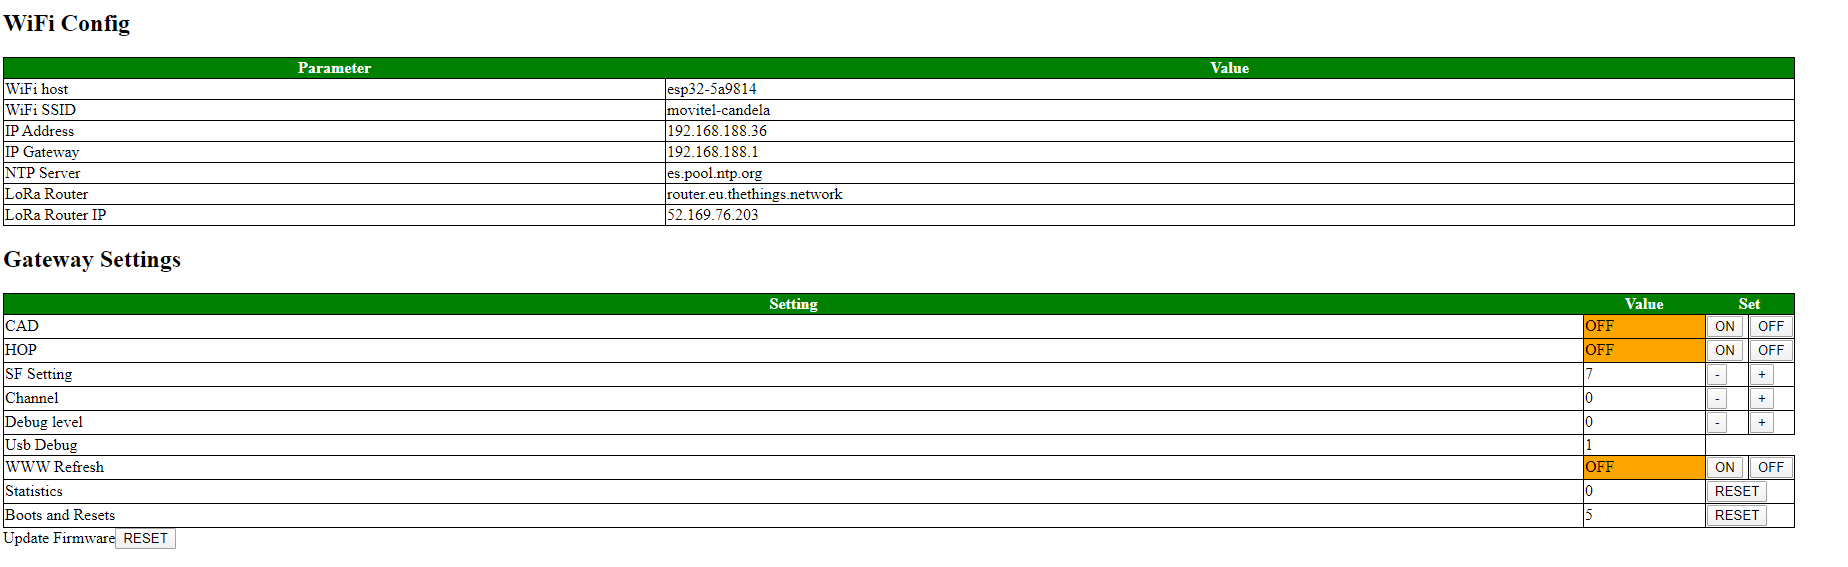 WiFi Config
Parameter Value
WiFi host esp32-5a9814
WiFi SSID movitel-candela
IP Address 192.168.188.36
IP Gateway 192.168.188.1
NTP Server es.pool.ntp.org
LoRa Router router.eu.thethings.network
LoRa Router IP 52.169.76.203
Gateway Settings
Setting Value Set
CAD OFF ON OFF
HOP OFF ON OFF
SF Setting 7 - +
Channel 0 - +
Debug level 0 - +
Usb Debug 1
WWW Refresh OFF ON OFF
Statistics 0 RESET
Boots and Resets 5 RESET
Update Firmware RESET